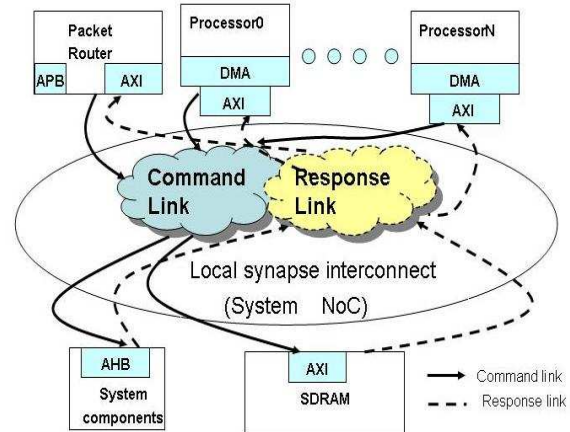 Packet
Router
APB
AXI
Processor0
DMA
AXI
ProcessorN
DMA
AXI
Command
Link
Response
Link
Local synapse interconnect
(System NoC)
AHB
System
components
AXI
SDRAM
Command link
Response link